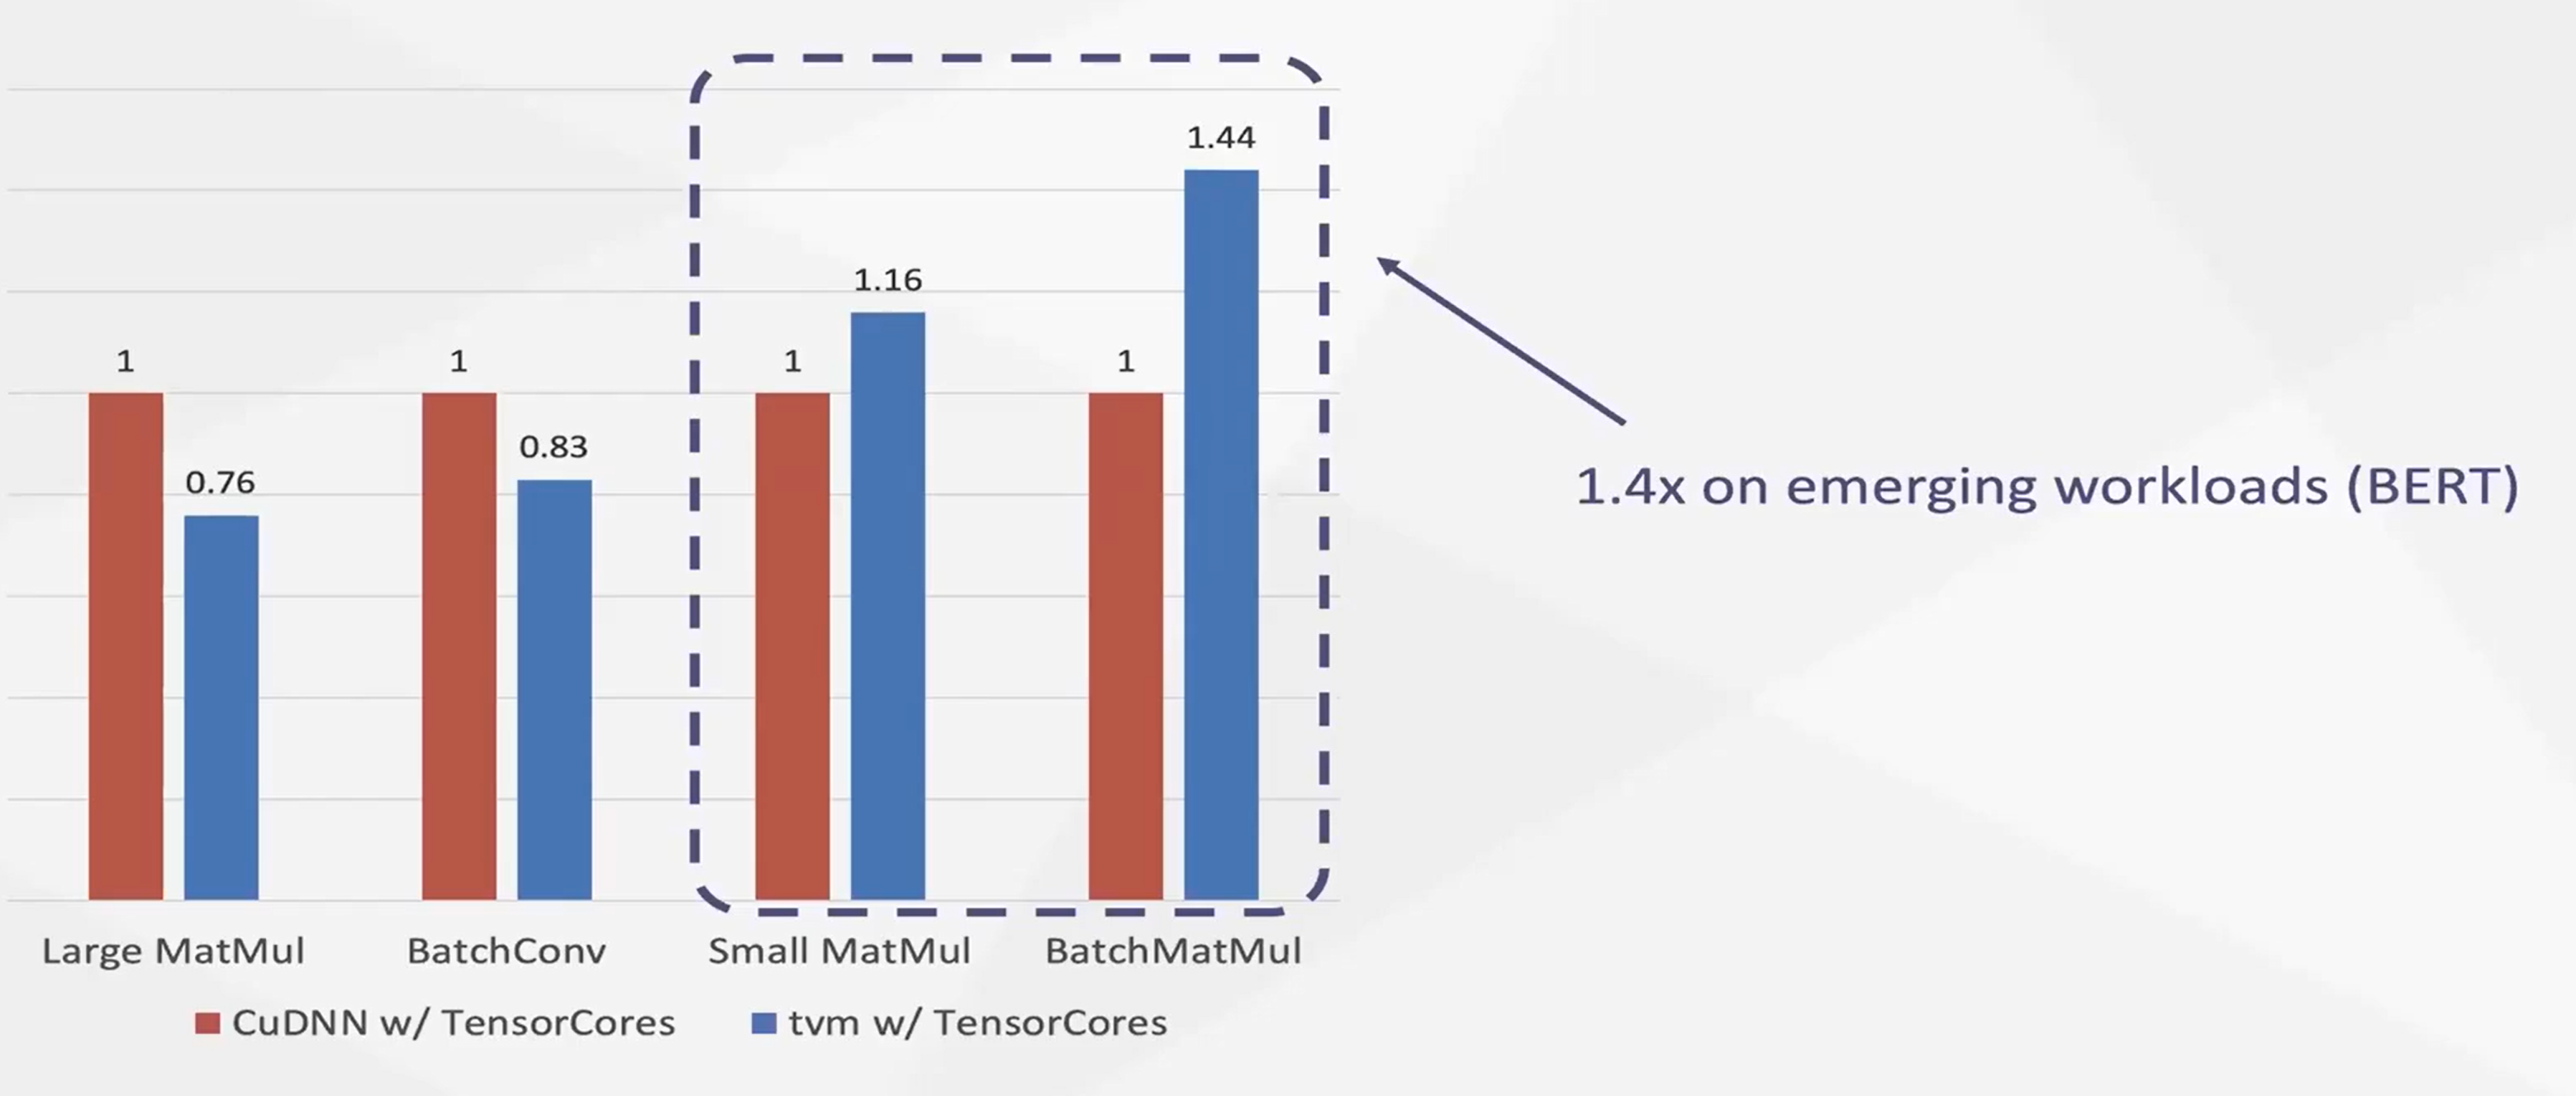 1.44
1.16
1
1
1
1
0.83
0.76
1.4x on emerging workloads (BERT)
Large MatMul
BatchConv
Small MatMul
BatchMatMul
CuDNN w/ TensorCores
tvm w/ TensorCores